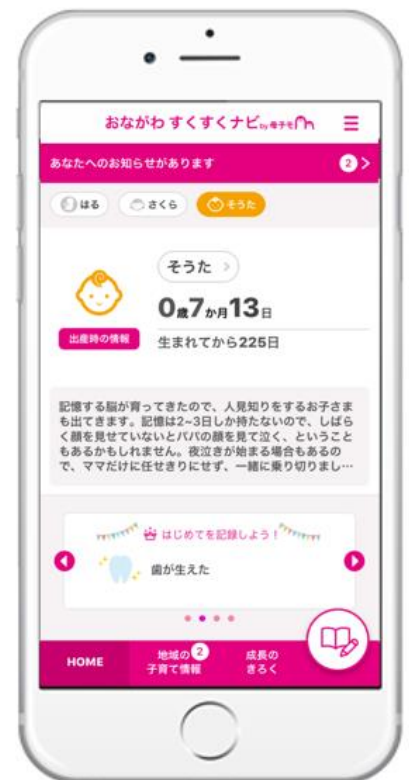 おながわ すくすくナビ by 母子モ
あなたへのお知らせがあります 2
はる さくら そうた
そうた
0歳7か月13日
出産時の情報
生まれてから225日
記憶する脳が育ってきたので、人見知りをするお子さま
も出てきます。記憶は2~3日しか持たないので、しばら
く顔を見せていないとパパの顔を見て泣く、ということ
もあるかもしれません。夜泣きが始まる場合もあるの
で、ママだけに任せきりにせず、一緒に乗り切りまし…
はじめてを記録しよう!
歯が生えた
HOME
地域の 2
子育て情報
成長の
きろく